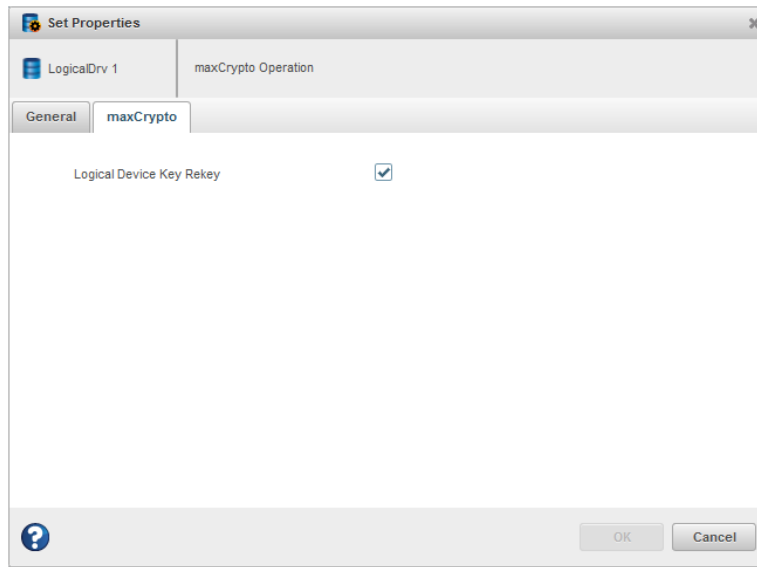 Set Properties
LogicalDrv 1
maxCrypto Operation
General
maxCrypto
Logical Device Key Rekey
?
OK
Cancel